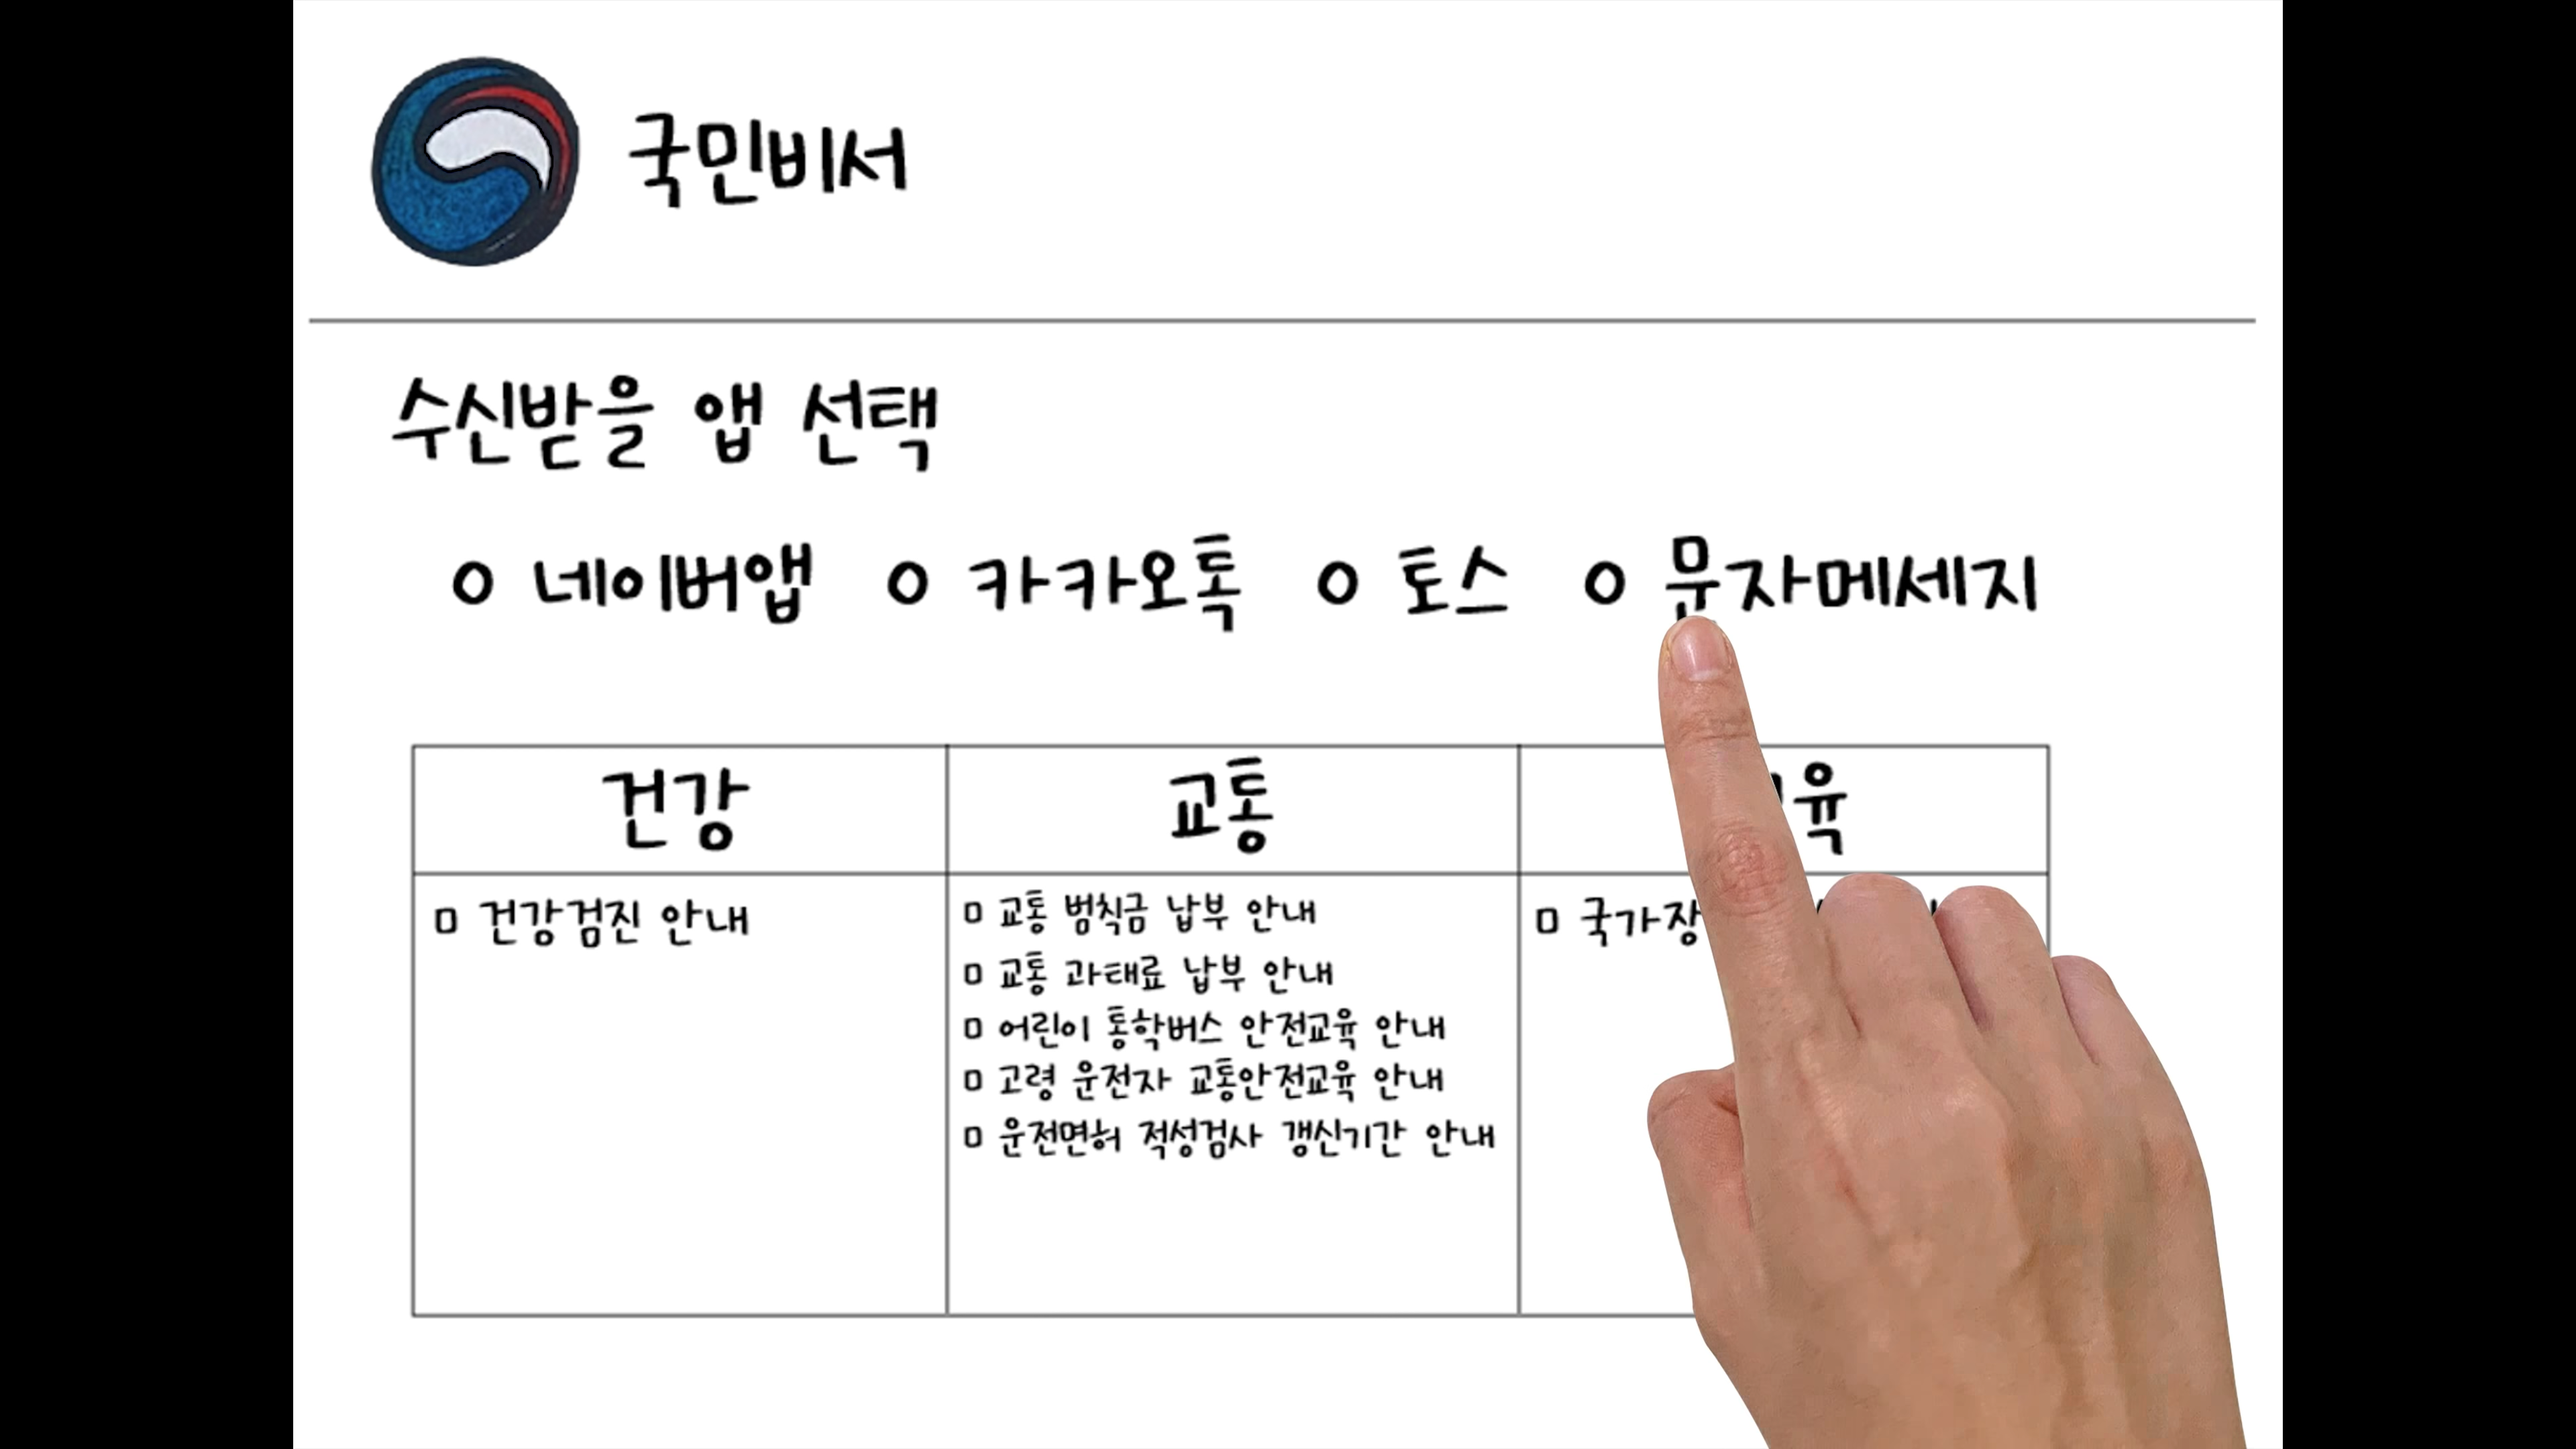 국민비서
수신받을 앱 선택
ㅇ 네이버앱 ㅇ 카카오톡 ㅇ 토스 ㅇ 문자메세지
건강 교통
ㅁ 건강검진 안내
ㅁ 교통 범칙금 납부 안내
ㅁ 교통 과태료 납부 안내
ㅁ 어린이 통학버스 안전교육 안내
ㅁ 고령 운전자 교통안전교육 안내
ㅁ 운전면허 적성검사 갱신기간 안내